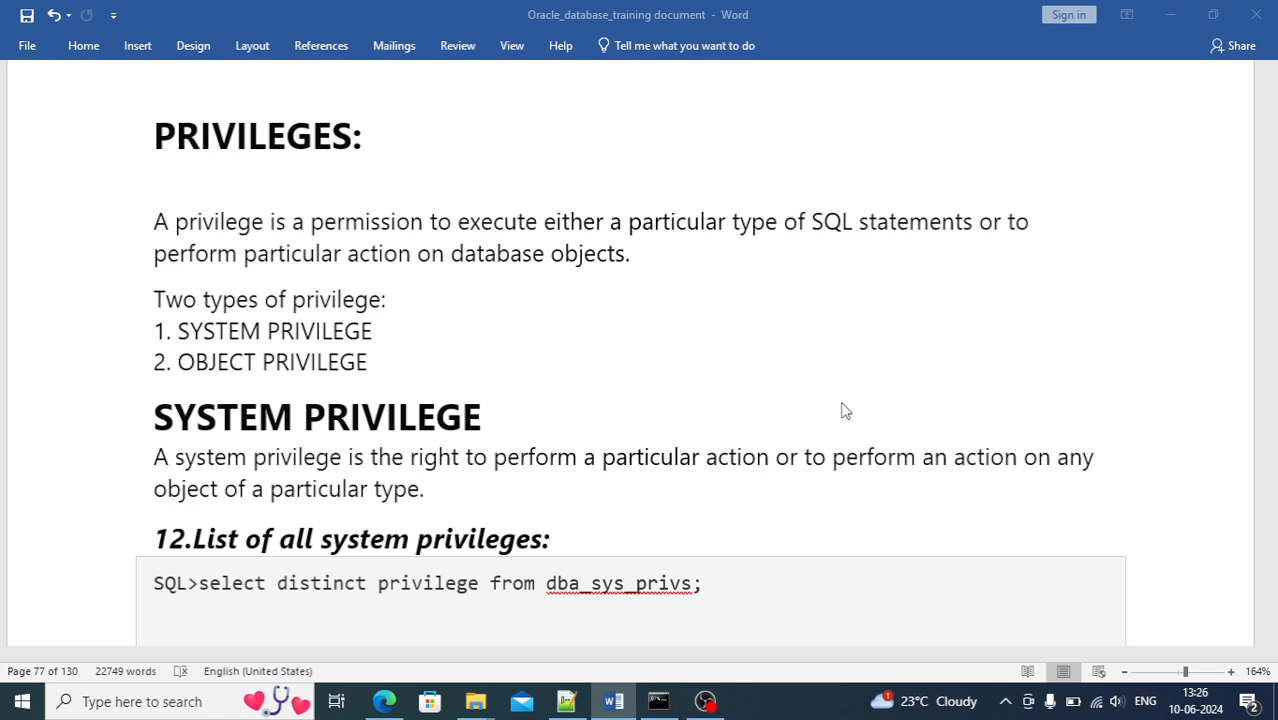 Oracle_database_training document - Word
Sign in
File Home Insert Design Layout References Mailings Review View Help Tell me what you want to do Share
PRIVILEGES:
A privilege is a permission to execute either a particular type of SQL statements or to
perform particular action on database objects.
Two types of privilege:
1. SYSTEM PRIVILEGE
2. OBJECT PRIVILEGE
SYSTEM PRIVILEGE
A system privilege is the right to perform a particular action or to perform an action on any
object of a particular type.
12.List of all system privileges:
SQL>select distinct privilege from dba_sys_privs;
Page 77 of 130 22749 words English (United States) 164%
Type here to search
1
23°C Cloudy
ENG
13:26
10-06-2024
2